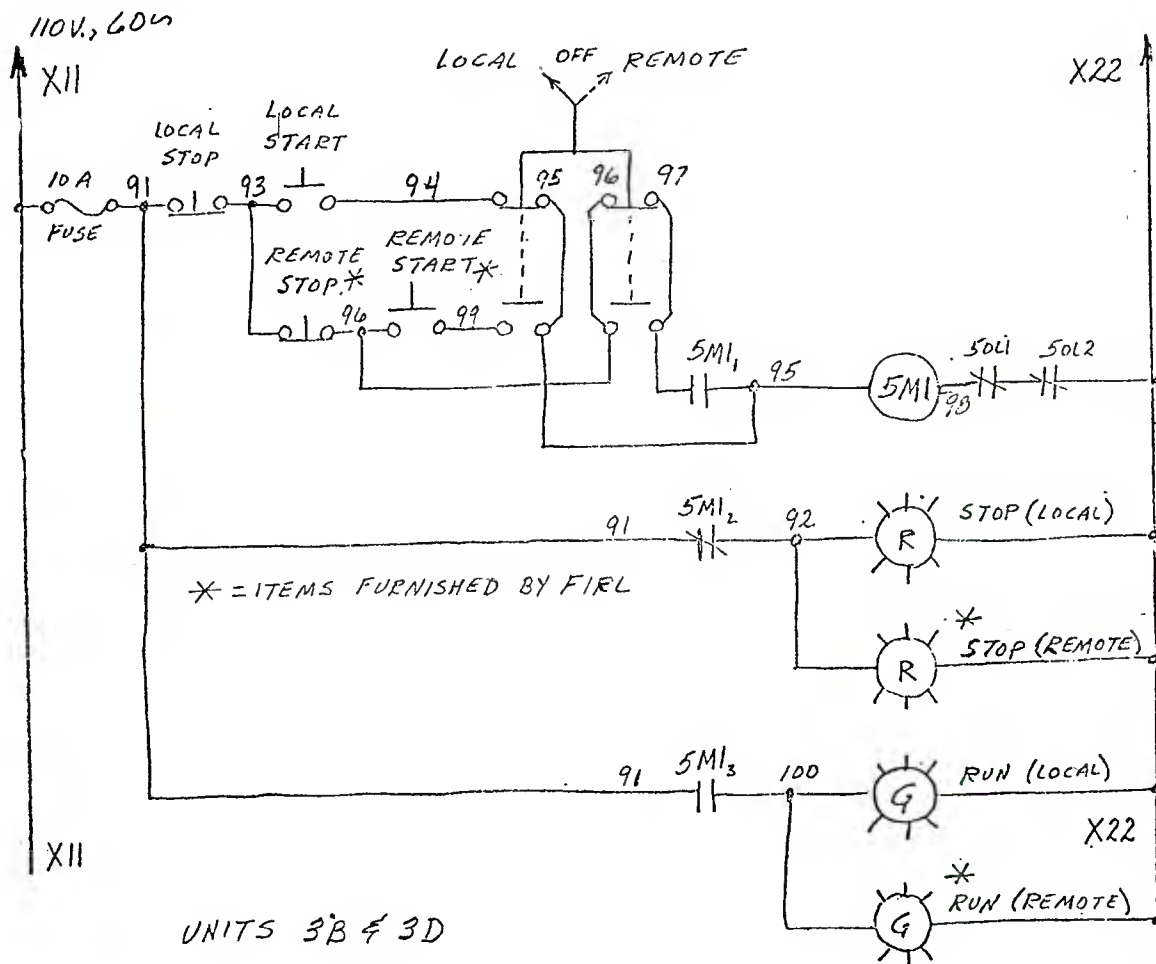 110V., 60~
X11
LOCAL OFF REMOTE
X22
LOCAL
STOP
LOCAL
START
10A
FUSE
91
93
94
95
96
97
REMOTE
STOP *
REMOTE
START *
96
99
5M1₁
95
5M1
98
5OL1
5OL2
91
5M1₂
92
R
STOP (LOCAL)
* = ITEMS FURNISHED BY FIRL
R
*
STOP (REMOTE)
91
5M1₃
100
G
RUN (LOCAL)
X11
X22
G
*
RUN (REMOTE)
UNITS 3B & 3D